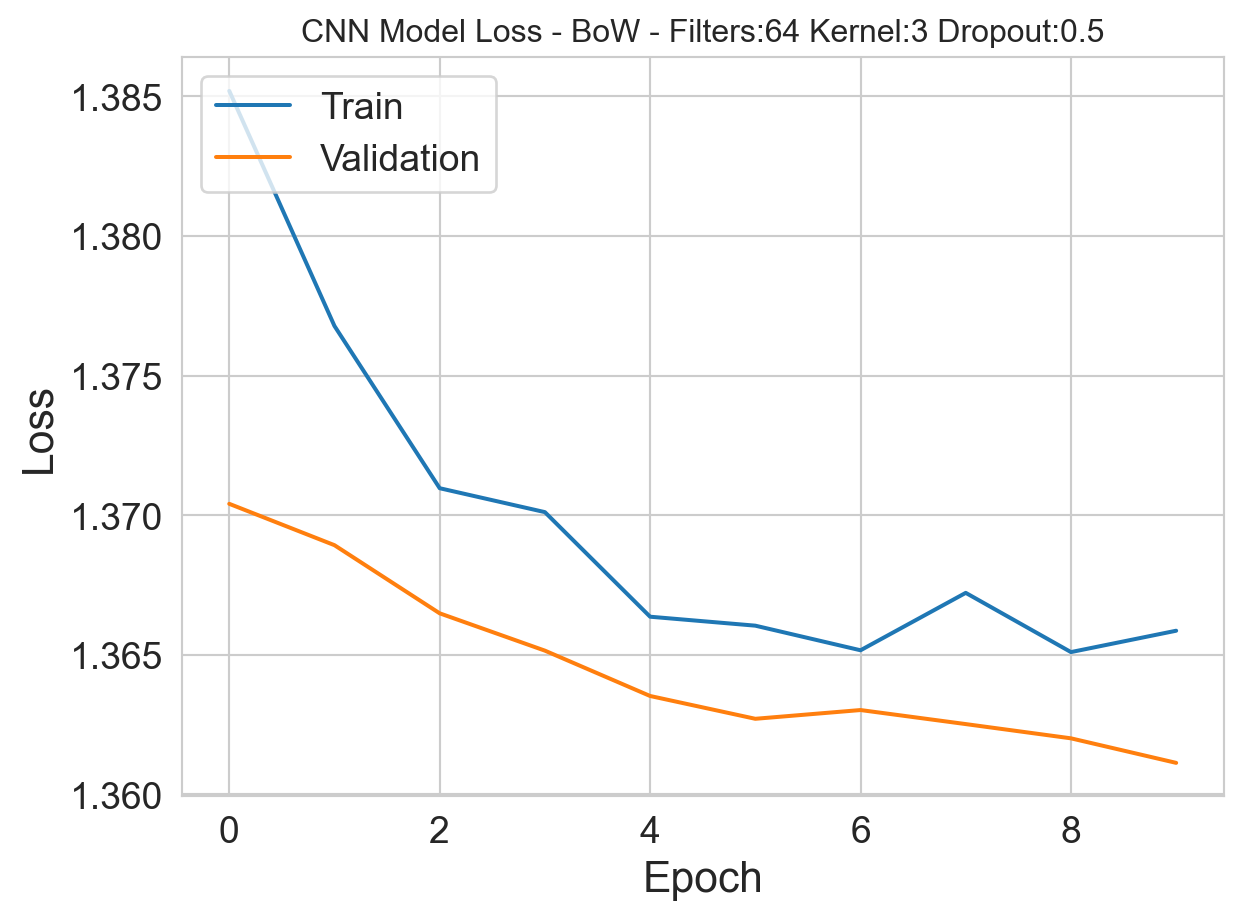 CNN Model Loss - BoW - Filters:64 Kernel:3 Dropout:0.5
Train
Validation
1.385
1.380
1.375
1.370
1.365
1.360
Loss
0 2 4 6 8
Epoch